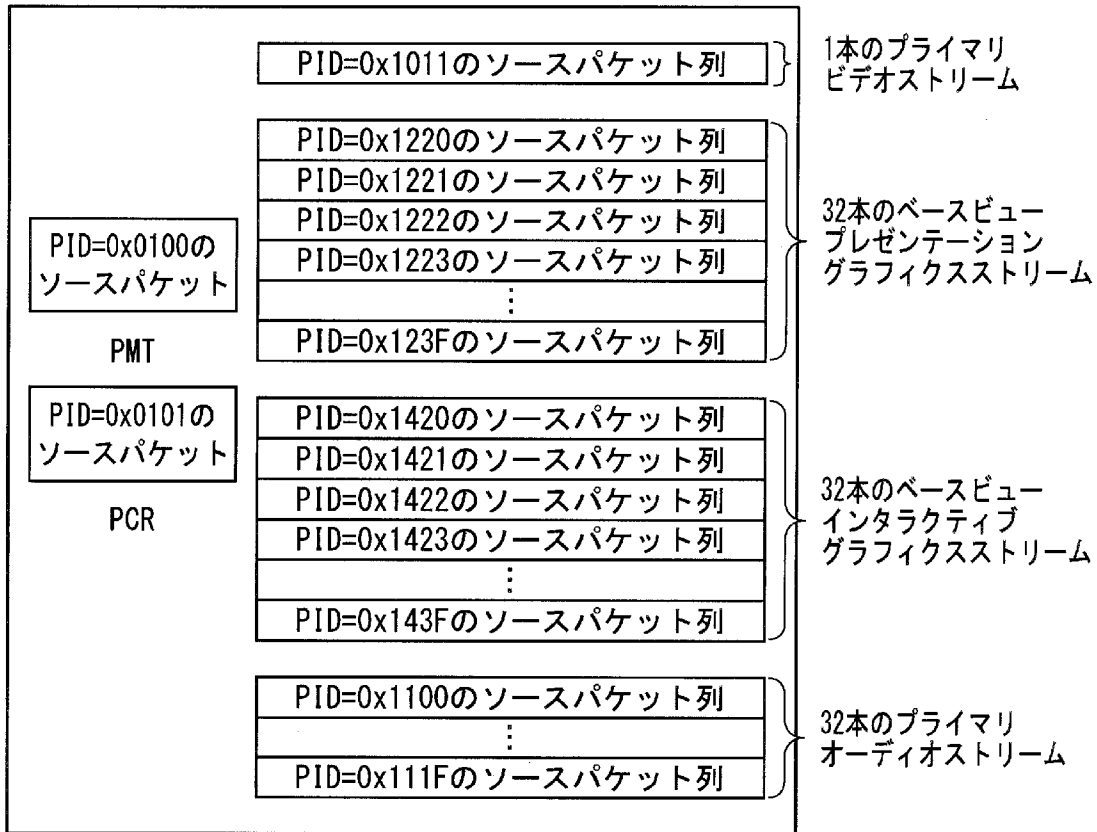 PID=0x1011のソースパケット列
1本のプライマリ
ビデオストリーム
PID=0x1220のソースパケット列
PID=0x1221のソースパケット列
PID=0x1222のソースパケット列
PID=0x1223のソースパケット列
⋮
PID=0x123Fのソースパケット列
32本のベースビュー
プレゼンテーション
グラフィクスストリーム
PID=0x0100の
ソースパケット
PMT
PID=0x0101の
ソースパケット
PCR
PID=0x1420のソースパケット列
PID=0x1421のソースパケット列
PID=0x1422のソースパケット列
PID=0x1423のソースパケット列
⋮
PID=0x143Fのソースパケット列
32本のベースビュー
インタラクティブ
グラフィクスストリーム
PID=0x1100のソースパケット列
⋮
PID=0x111Fのソースパケット列
32本のプライマリ
オーディオストリーム